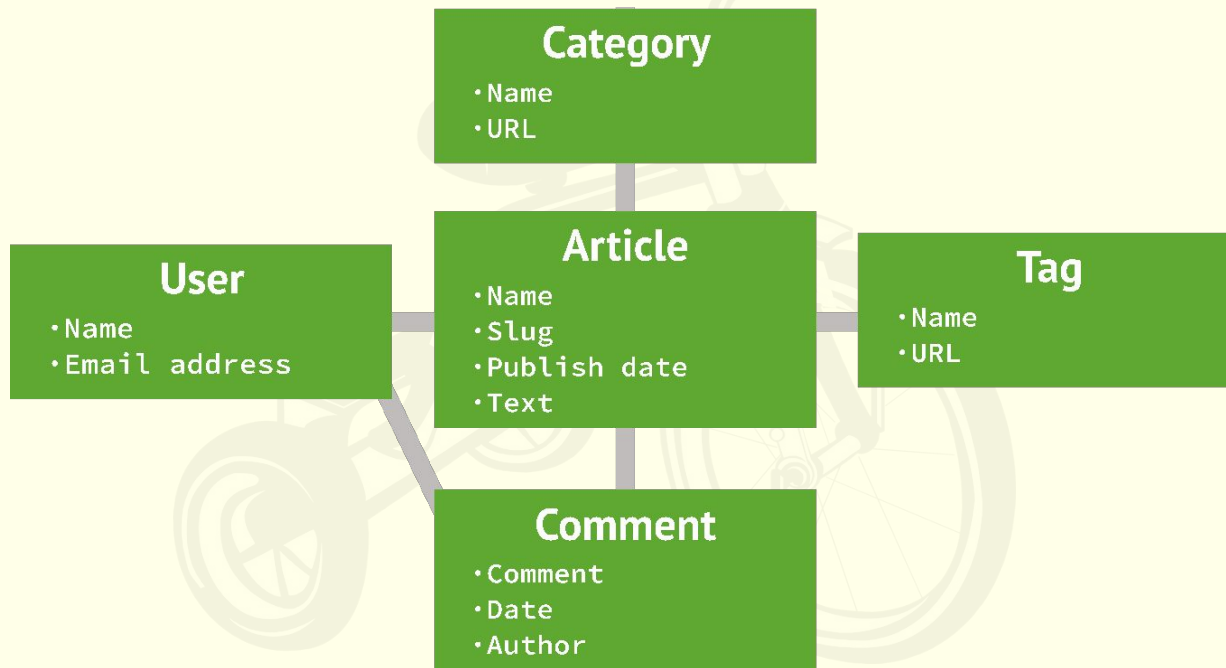 Category
·Name
·URL
User
·Name
·Email address
Article
·Name
·Slug
·Publish date
·Text
Tag
·Name
·URL
Comment
·Comment
·Date
·Author